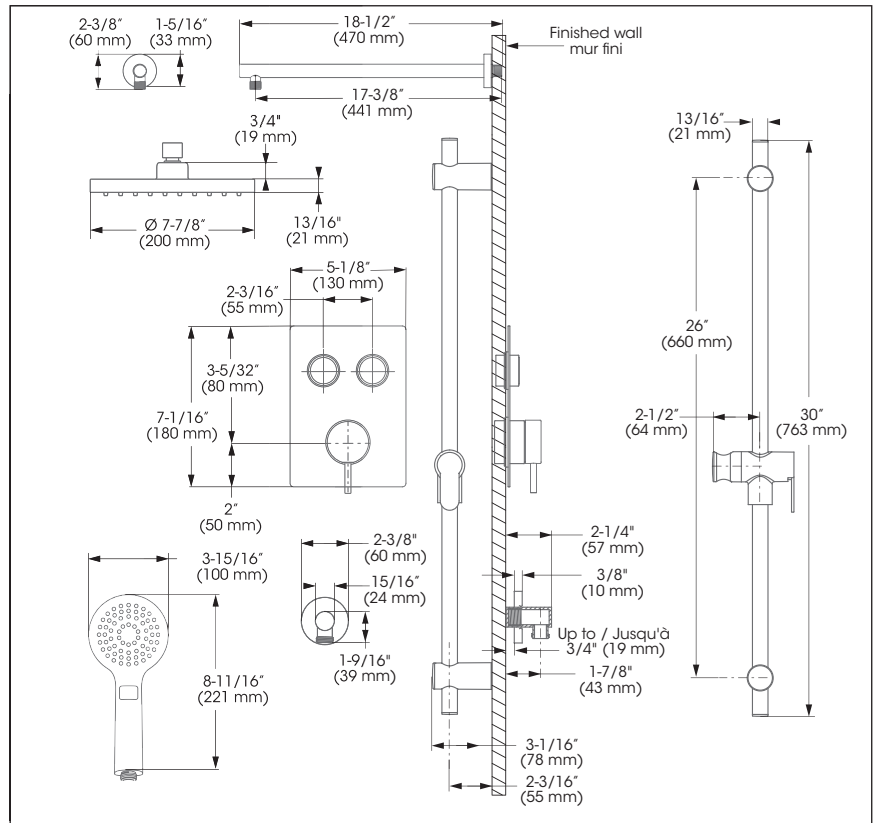 2-3/8″
(60 mm)
1-5/16″
(33 mm)
18-1/2″
(470 mm)
Finished wall
mur fini
17-3/8″
(441 mm)
3/4"
(19 mm)
13/16"
(21 mm)
Ø 7-7/8″
(200 mm)
13/16″
(21 mm)
5-1/8″
(130 mm)
2-3/16″
(55 mm)
3-5/32″
(80 mm)
7-1/16″
(180 mm)
2″
(50 mm)
26″
(660 mm)
2-1/2″
(64 mm)
30″
(763 mm)
3-15/16″
(100 mm)
8-11/16″
(221 mm)
2-3/8"
(60 mm)
15/16″
(24 mm)
1-9/16"
(39 mm)
2-1/4"
(57 mm)
3/8"
(10 mm)
Up to / Jusqu'à
3/4" (19 mm)
1-7/8″
(43 mm)
3-1/16″
(78 mm)
2-3/16″
(55 mm)